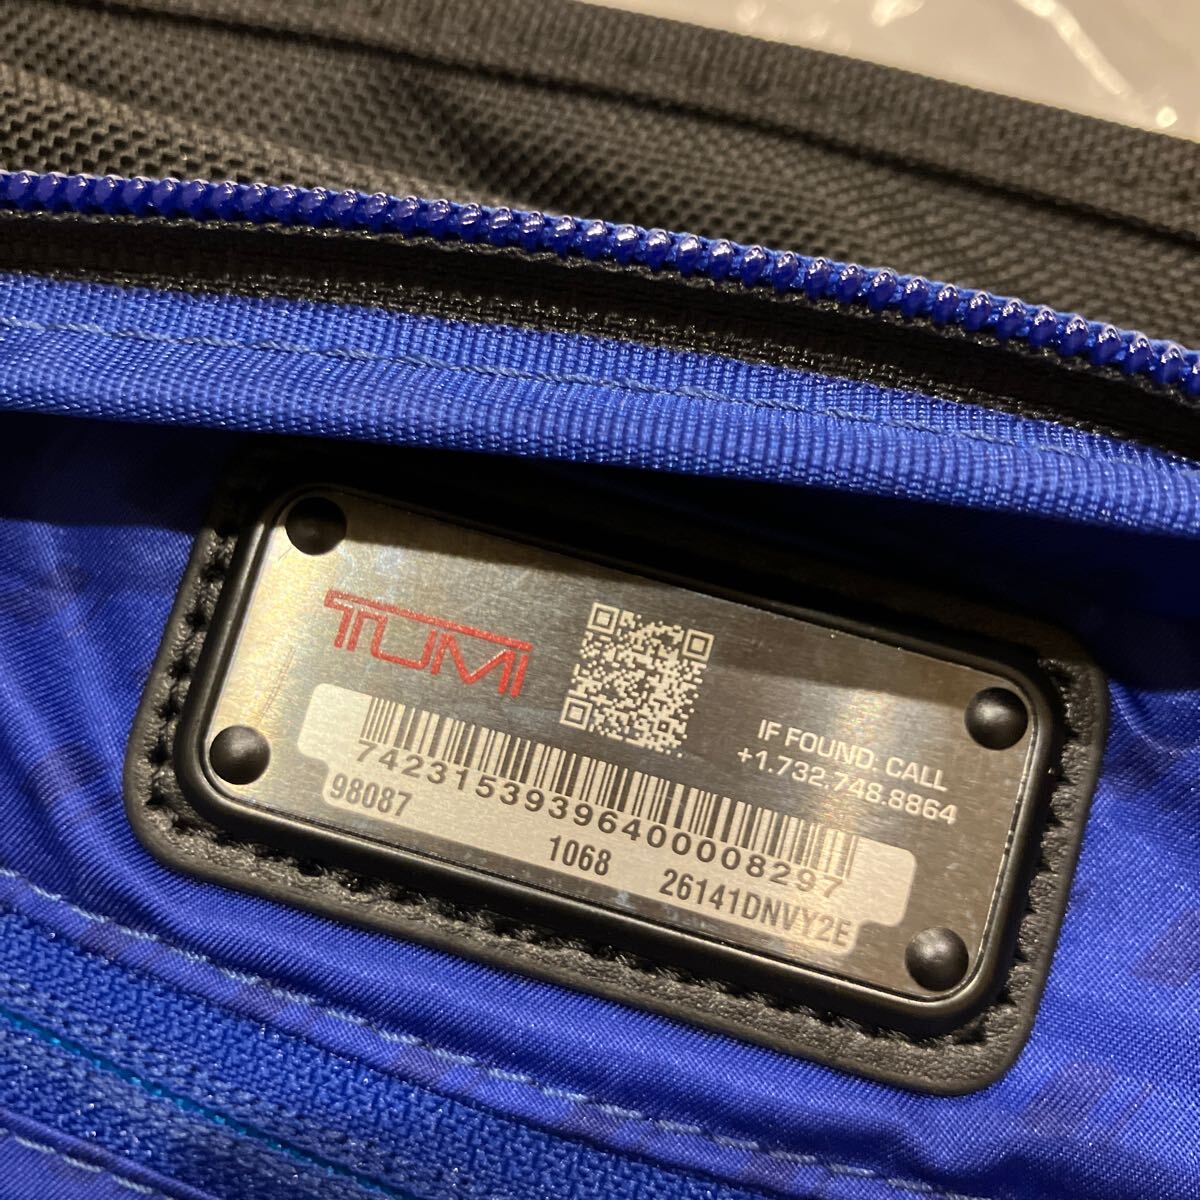 TUMI
IF FOUND. CALL
+1.732.748.8864
74231539396400008297
98087 1068 26141DNVY2E